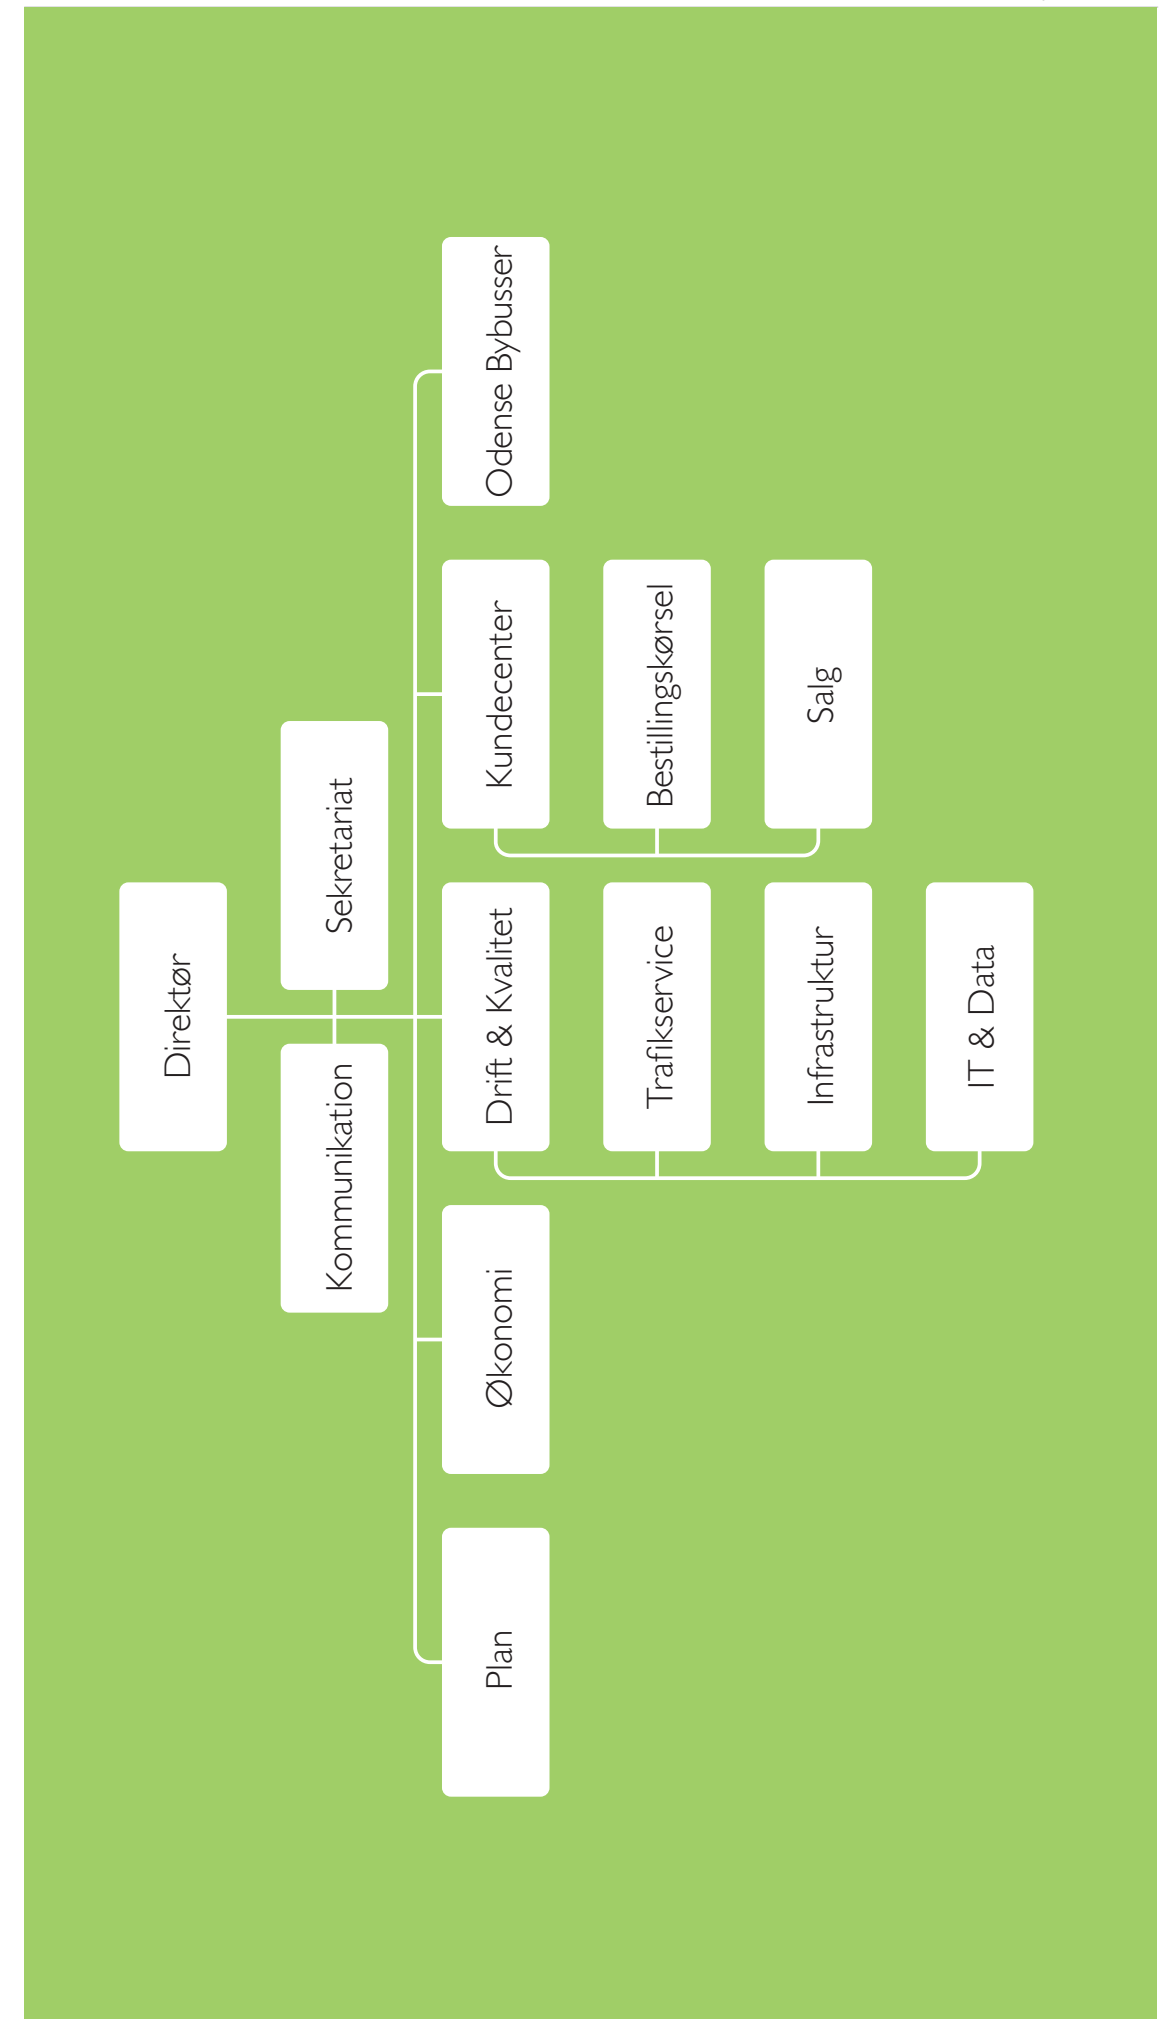 Direktør
Kommunikation
Sekretariat
Plan
Økonomi
Drift & Kvalitet
Kundecenter
Odense Bybusser
Trafikservice
Bestillingskørsel
Infrastruktur
Salg
IT & Data